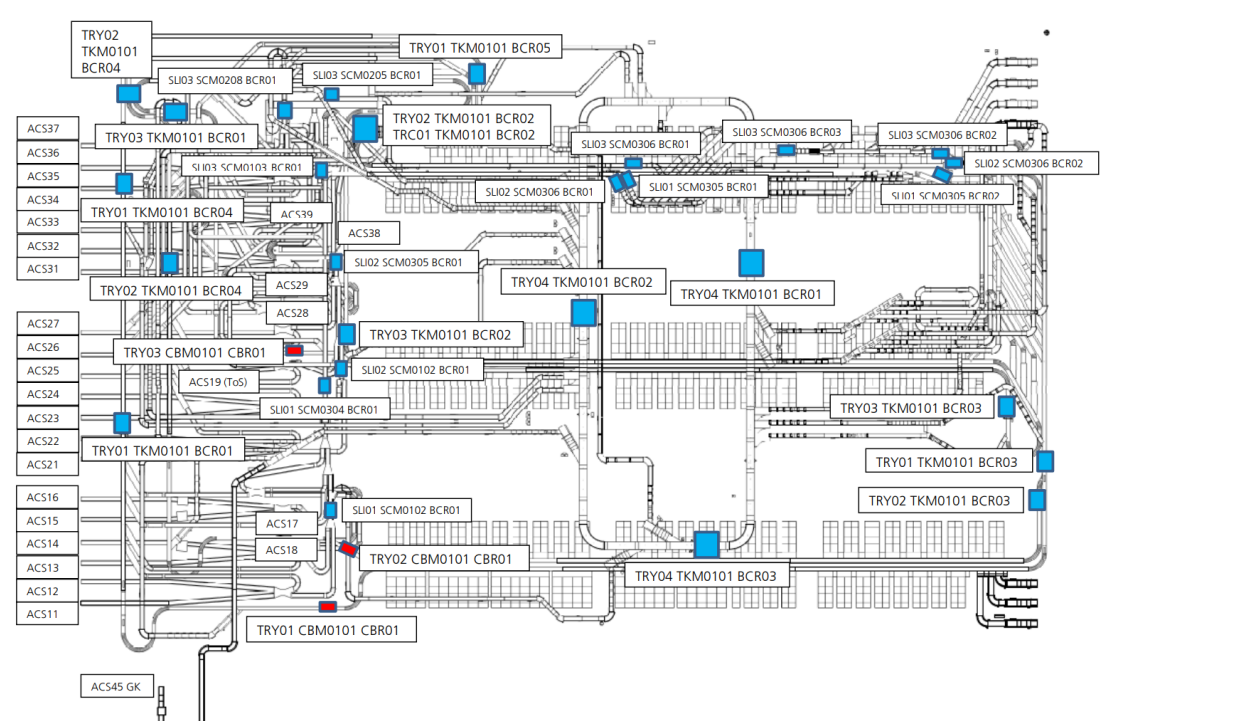 TRY02
TKM0101
BCR04
TRY01 TKM0101 BCR05
SLI03 SCM0208 BCR01
SLI03 SCM0205 BCR01
TRY02 TKM0101 BCR02
TRC01 TKM0101 BCR02
TRY03 TKM0101 BCR01
SLI03 SCM0306 BCR01
SLI03 SCM0306 BCR03
SLI03 SCM0306 BCR02
SLI02 SCM0306 BCR02
SLI03 SCM0103 BCR01
SLI02 SCM0306 BCR01
SLI01 SCM0305 BCR01
SLI01 SCM0305 BCR02
ACS37
ACS36
ACS35
ACS34
ACS33
ACS32
ACS31
TRY01 TKM0101 BCR04
ACS39
ACS38
SLI02 SCM0305 BCR01
TRY02 TKM0101 BCR04
ACS29
ACS28
TRY04 TKM0101 BCR02
TRY04 TKM0101 BCR01
ACS27
ACS26
ACS25
ACS24
ACS23
ACS22
ACS21
TRY03 TKM0101 BCR02
TRY03 CBM0101 CBR01
SLI02 SCM0102 BCR01
ACS19 (ToS)
SLI01 SCM0304 BCR01
TRY03 TKM0101 BCR03
TRY01 TKM0101 BCR01
TRY01 TKM0101 BCR03
TRY02 TKM0101 BCR03
ACS16
ACS15
ACS14
ACS13
ACS12
ACS11
SLI01 SCM0102 BCR01
ACS17
ACS18
TRY02 CBM0101 CBR01
TRY04 TKM0101 BCR03
TRY01 CBM0101 CBR01
ACS45 GK